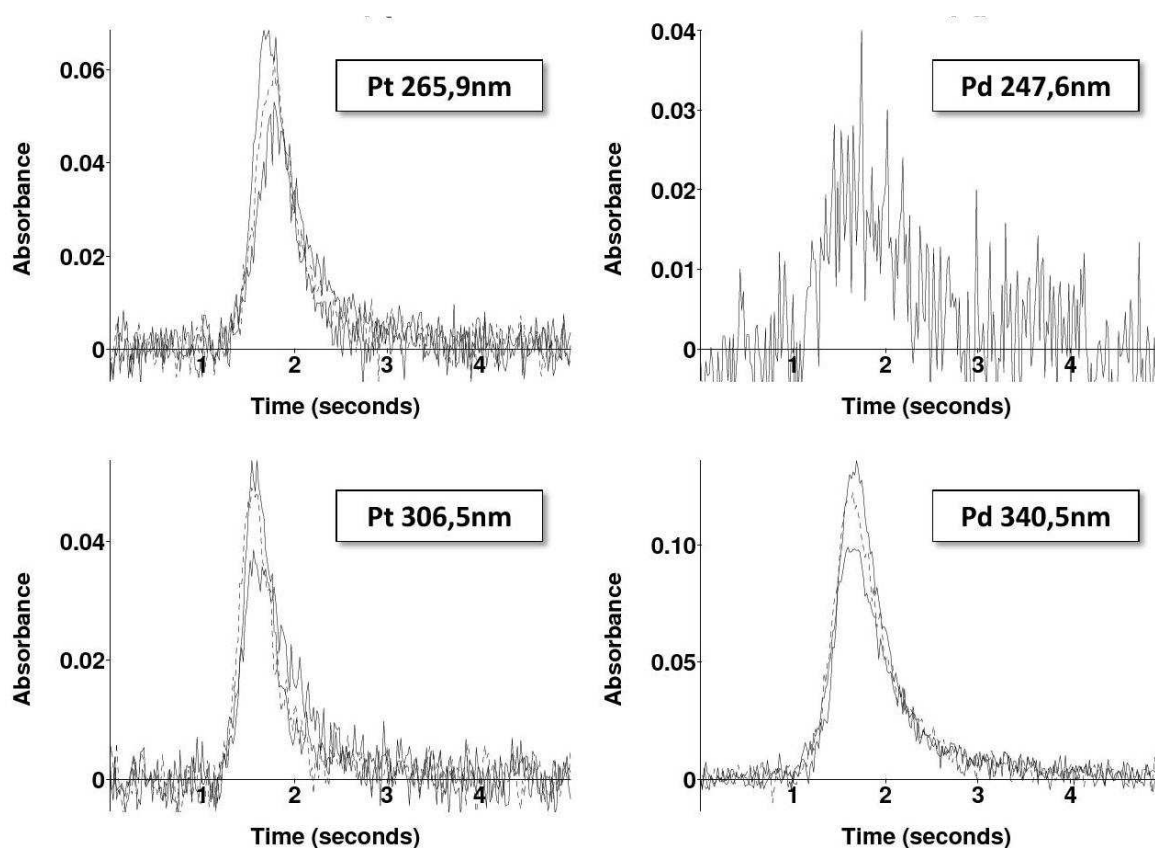 Pt 265,9nm
0.06
0.04
0.02
0
1 2 3 4
Absorbance
Time (seconds)
Pd 247,6nm
0.04
0.03
0.02
0.01
0
1 2 3 4
Absorbance
Time (seconds)
Pt 306,5nm
0.04
0.02
0
1 2 3 4
Absorbance
Time (seconds)
Pd 340,5nm
0.10
0.05
0
1 2 3 4
Absorbance
Time (seconds)